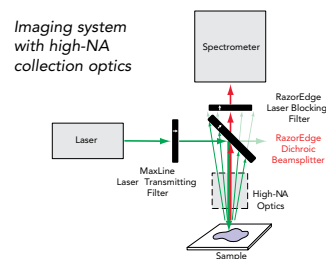 Imaging system
with high-NA
collection optics
Spectrometer
RazorEdge
Laser Blocking
Filter
Laser
RazorEdge
Dichroic
Beamsplitter
MaxLine
Laser Transmitting
Filter
High-NA
Optics
Sample